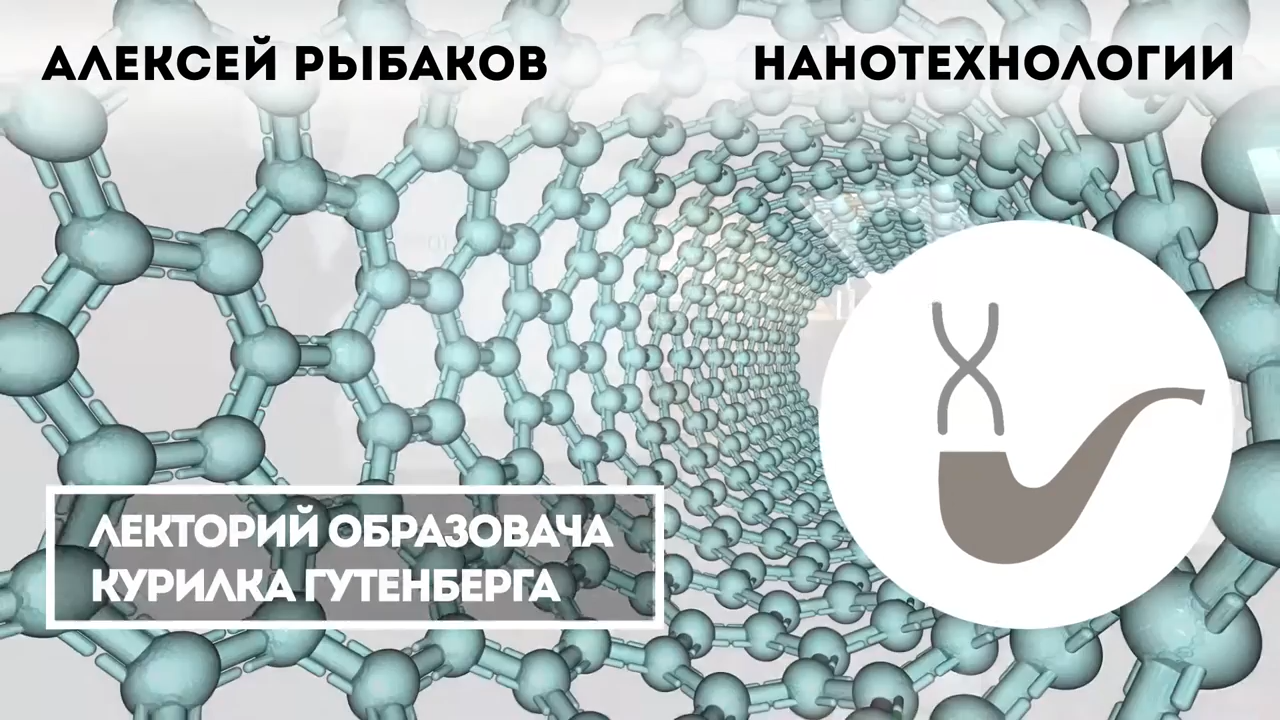 АЛЕКСЕЙ РЫБАКОВ
НАНОТЕХНОЛОГИИ
ЛЕКТОРИЙ ОБРАЗОВАЧА
КУРИЛКА ГУТЕНБЕРГА